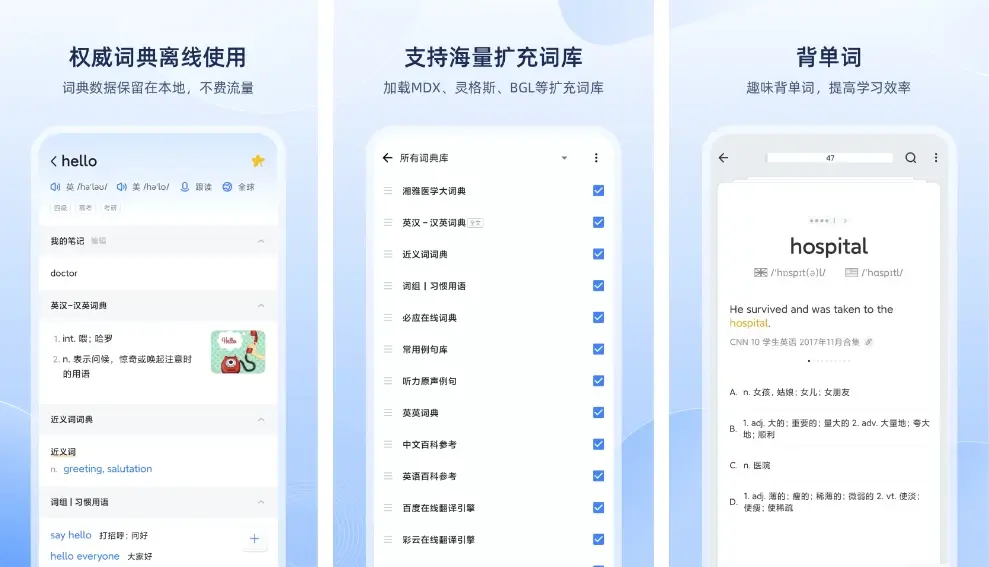 权威词典离线使用
词典数据保留在本地，不费流量
hello
英 /həˈləʊ/ 美 /həˈlo/ 跟读 全球
四级 高考 考研
我的笔记 编辑
doctor
英汉-汉英词典
1. int. 喂；哈罗
2. n. 表示问候，惊奇或唤起注意时
的用语
Hello
近义词词典
近义词
n. greeting, salutation
词组 | 习惯用语
say hello 打招呼；问好
hello everyone 大家好
支持海量扩充词库
加载MDX、灵格斯、BGL等扩充词库
所有词典库
湘雅医学大词典
英汉－汉英词典 全文
近义词词典
词组 | 习惯用语
必应在线词典
常用例句库
听力原声例句
英英词典
中文百科参考
英语百科参考
百度在线翻译引擎
彩云在线翻译引擎
背单词
趣味背单词，提高学习效率
47
hospital
/ˈhɒspɪt(ə)l/ /ˈhɑspɪtl/
He survived and was taken to the
hospital.
CNN 10 学生英语 2017年11月合集
A. n. 女孩，姑娘；女儿；女朋友
B. 1. adj. 大的；重要的；量大的 2. adv. 大量地；夸大
地；顺利
C. n. 医院
D. 1. adj. 薄的；瘦的；稀薄的；微弱的 2. vt. 使淡；
使瘦；使稀疏